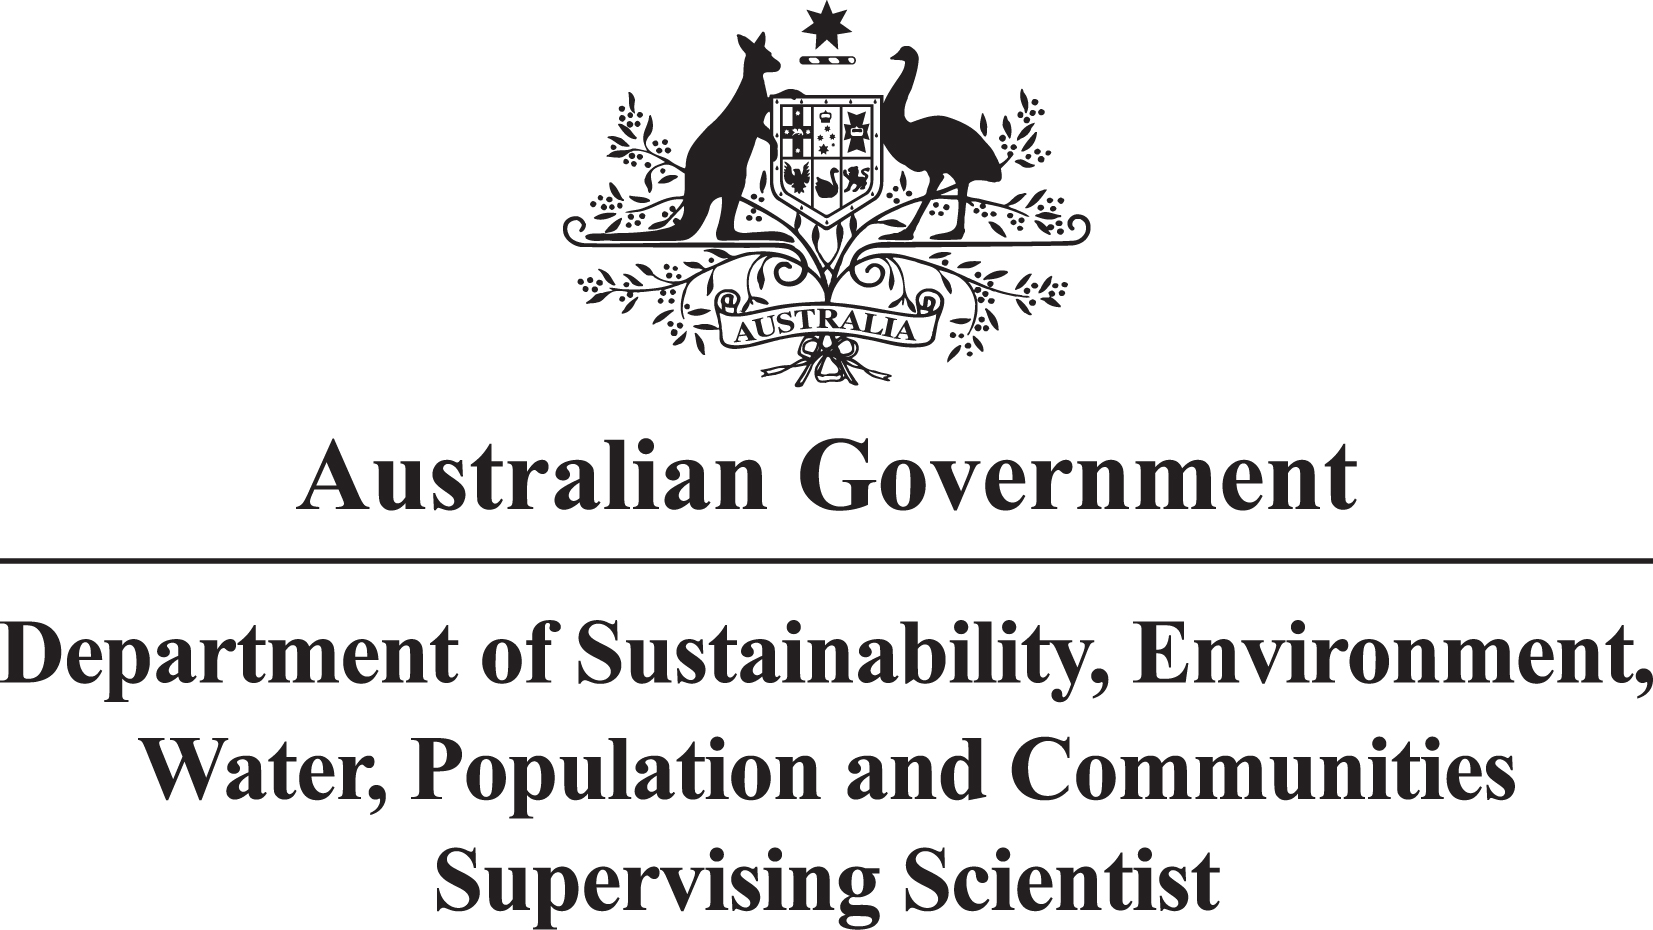 AUSTRALIA
Australian Government
Department of Sustainability, Environment,
Water, Population and Communities
Supervising Scientist